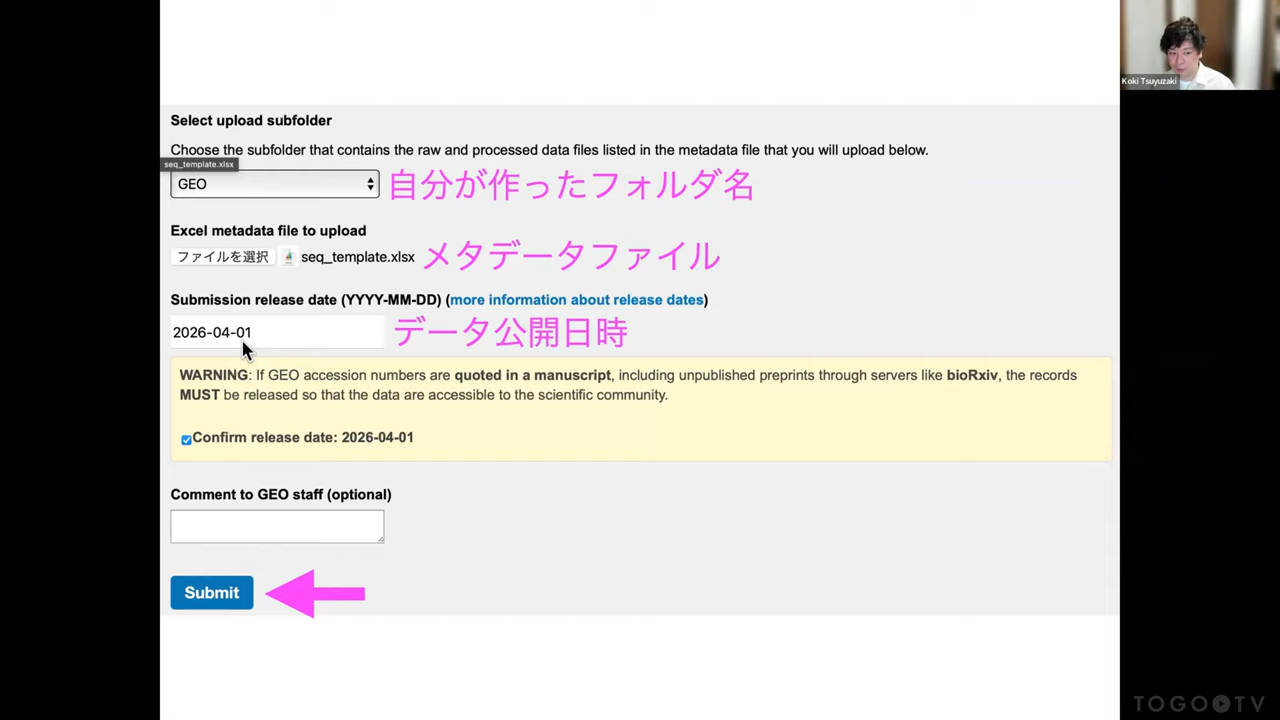 Koki Tsuyuzaki
Select upload subfolder
Choose the subfolder that contains the raw and processed data files listed in the metadata file that you will upload below.
seq_template.xlsx
GEO 自分が作ったフォルダ名
Excel metadata file to upload
ファイルを選択 seq_template.xlsx メタデータファイル
Submission release date (YYYY-MM-DD) (more information about release dates)
2026-04-01 データ公開日時
WARNING: If GEO accession numbers are quoted in a manuscript, including unpublished preprints through servers like bioRxiv, the records
MUST be released so that the data are accessible to the scientific community.
Confirm release date: 2026-04-01
Comment to GEO staff (optional)
Submit
TOGO TV